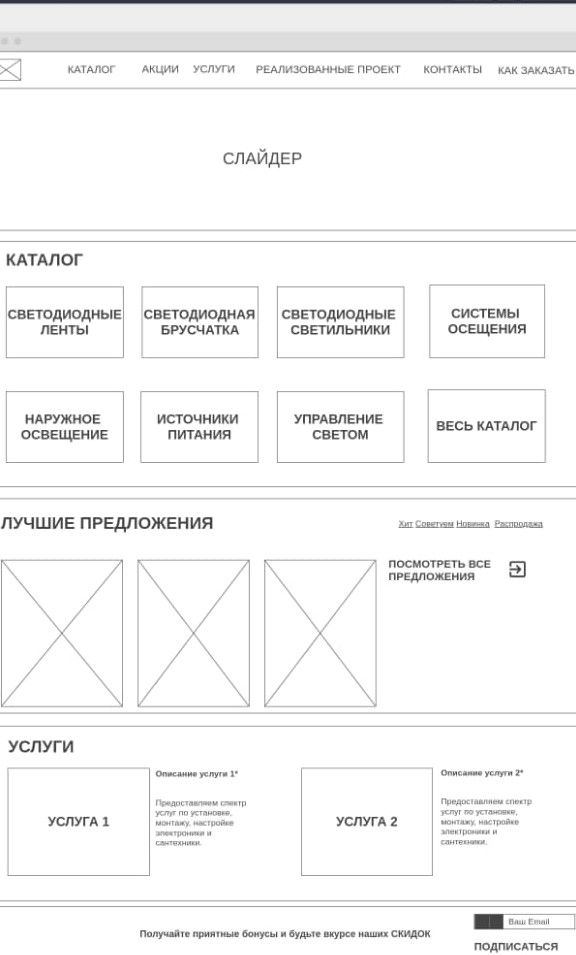 КАТАЛОГ АКЦИИ УСЛУГИ РЕАЛИЗОВАННЫЕ ПРОЕКТ КОНТАКТЫ КАК ЗАКАЗАТЬ
СЛАЙДЕР
КАТАЛОГ
СВЕТОДИОДНЫЕ
ЛЕНТЫ
СВЕТОДИОДНАЯ
БРУСЧАТКА
СВЕТОДИОДНЫЕ
СВЕТИЛЬНИКИ
СИСТЕМЫ
ОСЕЩЕНИЯ
НАРУЖНОЕ
ОСВЕЩЕНИЕ
ИСТОЧНИКИ
ПИТАНИЯ
УПРАВЛЕНИЕ
СВЕТОМ
ВЕСЬ КАТАЛОГ
ЛУЧШИЕ ПРЕДЛОЖЕНИЯ
Хит Советуем Новинка Распродажа
ПОСМОТРЕТЬ ВСЕ
ПРЕДЛОЖЕНИЯ
УСЛУГИ
УСЛУГА 1
Описание услуги 1*
Предоставляем спектр
услуг по установке,
монтажу, настройке
электроники и
сантехники.
УСЛУГА 2
Описание услуги 2*
Предоставляем спектр
услуг по установке,
монтажу, настройке
электроники и
сантехники.
Получайте приятные бонусы и будьте вкурсе наших СКИДОК
Ваш Email
ПОДПИСАТЬСЯ